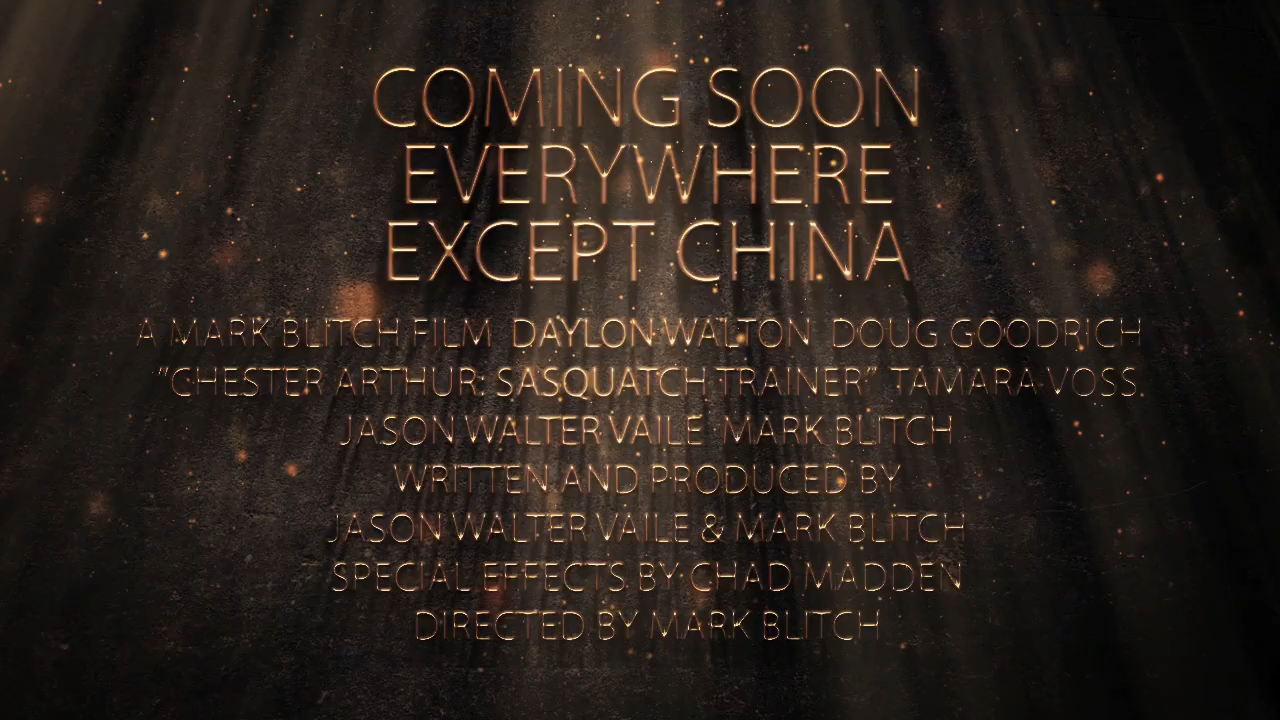 COMING SOON
EVERYWHERE
EXCEPT CHINA
A MARK BLITCH FILM DAYLON WALTON DOUG GOODRICH
"CHESTER ARTHUR: SASQUATCH TRAINER" TAMARA VOSS
JASON WALTER VAILE MARK BLITCH
WRITTEN AND PRODUCED BY
JASON WALTER VAILE & MARK BLITCH
SPECIAL EFFECTS BY CHAD MADDEN
DIRECTED BY MARK BLITCH